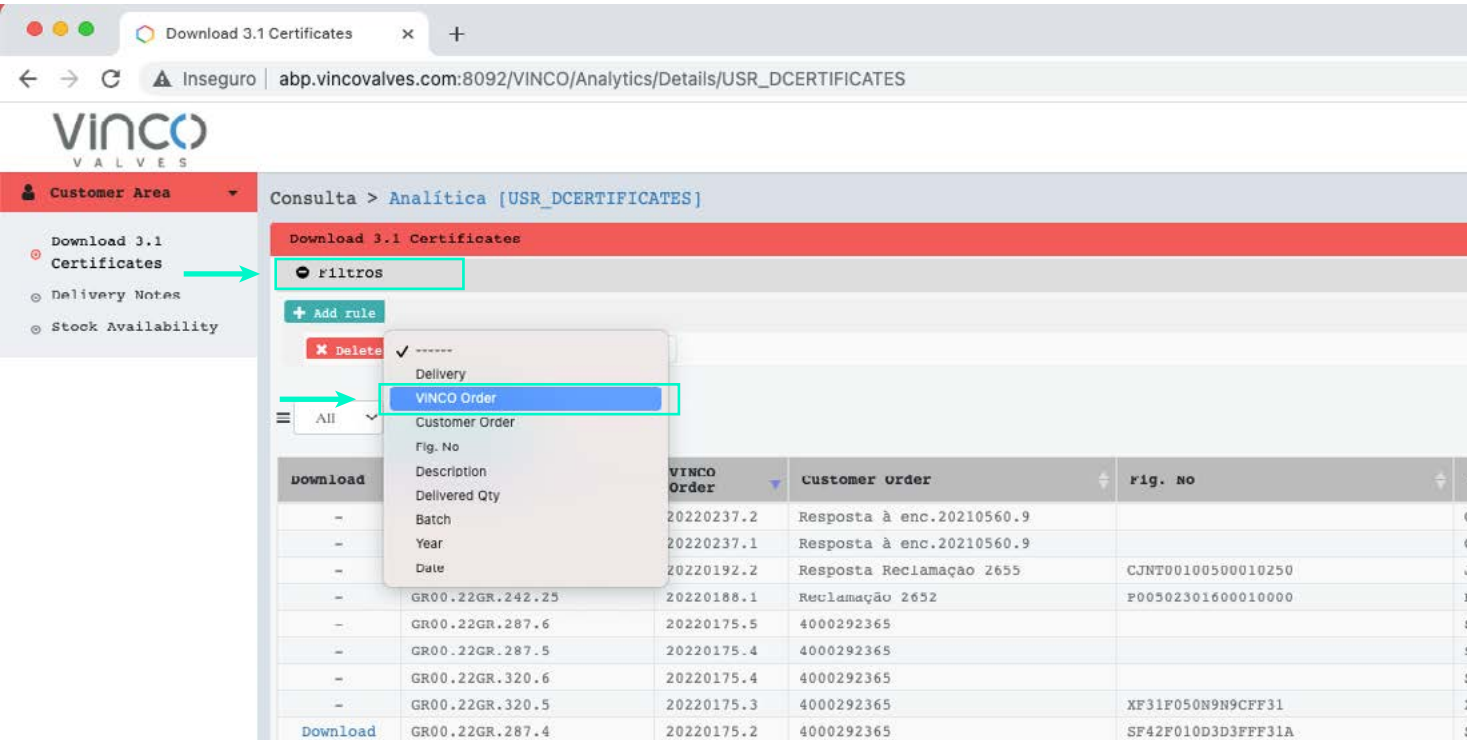 Download 3.1 Certificates × +
Inseguro | abp.vincovalves.com:8092/VINCO/Analytics/Details/USR_DCERTIFICATES
VINCO
VALVES
Customer Area
Download 3.1
Certificates
Delivery Notes
Stock Availability
Consulta > Analítica [USR_DCERTIFICATES]
Download 3.1 Certificates
Filtros
+ Add rule
Delete
------
Delivery
VINCO Order
Customer Order
Fig. No
Description
Delivered Qty
Batch
Year
Date
All
Download VINCO Order Customer Order Fig. No
- 20220237.2 Resposta à enc.20210560.9
- 20220237.1 Resposta à enc.20210560.9
- 20220192.2 Resposta Reclamação 2655 CJNT00100500010250
- GR00.22GR.242.25 20220188.1 Reclamação 2652 P00502301600010000
- GR00.22GR.287.6 20220175.5 4000292365
- GR00.22GR.287.5 20220175.4 4000292365
- GR00.22GR.320.6 20220175.4 4000292365
- GR00.22GR.320.5 20220175.3 4000292365 XF31F050N9N9CFF31
Download GR00.22GR.287.4 20220175.2 4000292365 SF42F010D3D3FFF31A